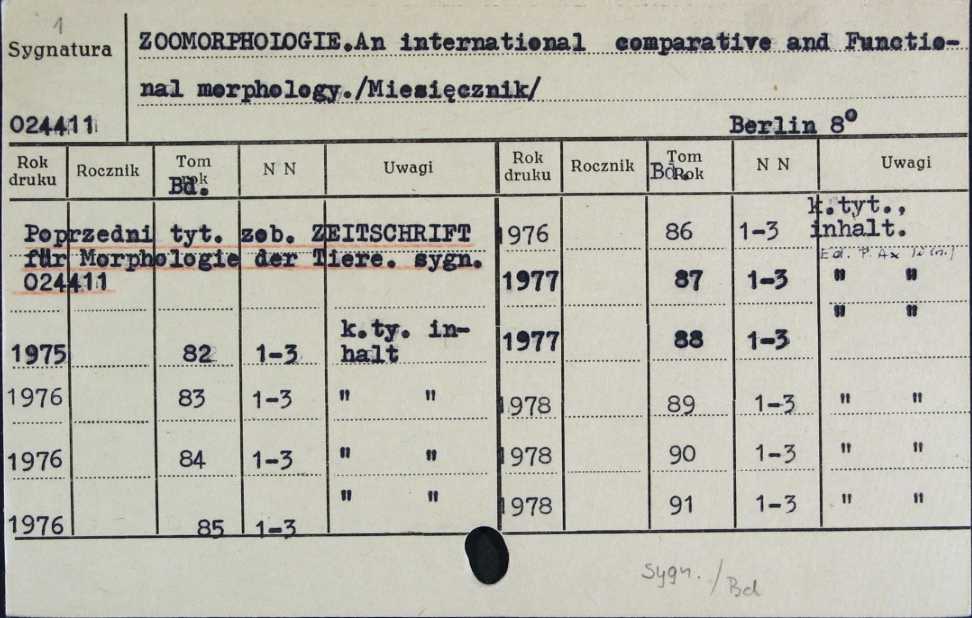 1
Sygnatura
ZOOMORPHOLOGIE.An international comparative and Functio-
nal morphology./Miesięcznik/
024411
Berlin 8°
Rok druku Rocznik Tom rok Bd. N N Uwagi Rok druku Rocznik Tom Rok Bd. N N Uwagi
Poprzedni tyt. zob. ZEITSCHRIFT
für Morphologie der Tiere. sygn.
024411
1975 82 1-3 k.ty. in-
halt
1976 83 1-3 " "
1976 84 1-3 " "
1976 85 1-3 " "
1976 86 1-3 k.tyt.,
inhalt.
Ed. P. Ax
1977 87 1-3 " "
1977 88 1-3 " "
1978 89 1-3 " "
1978 90 1-3 " "
1978 91 1-3 " "
sygn. / Bd